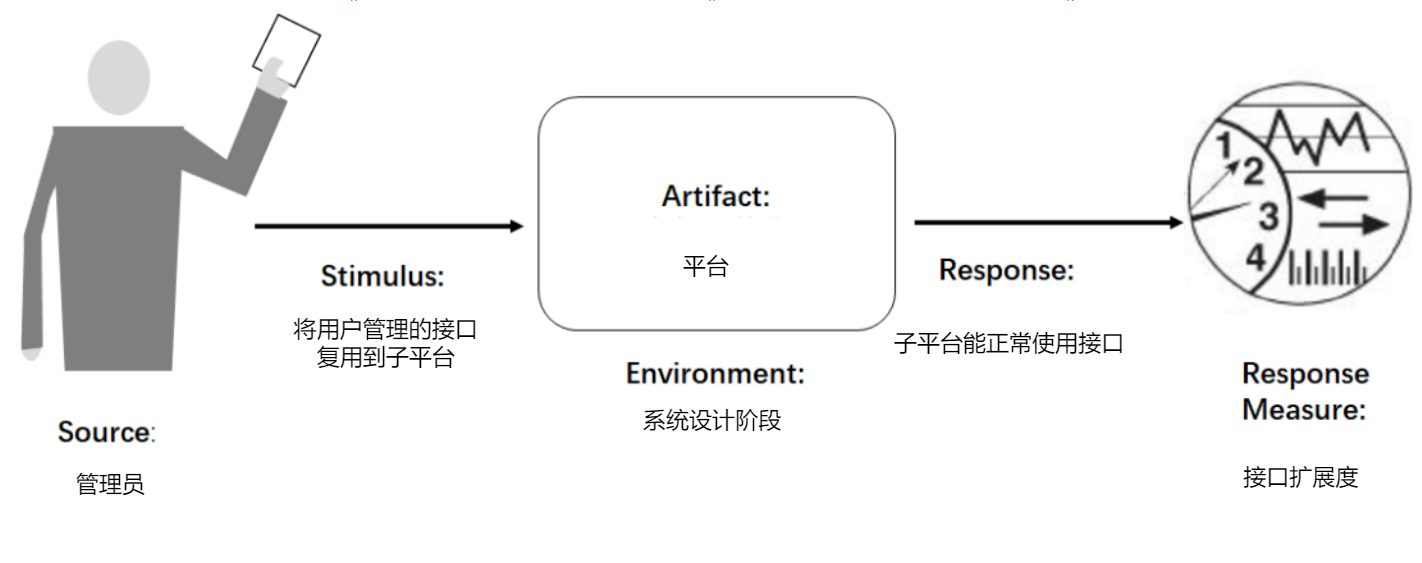 Source:
管理员
Stimulus:
将用户管理的接口
复用到子平台
Artifact:
平台
Environment:
系统设计阶段
Response:
子平台能正常使用接口
1
2
3
4
Response
Measure:
接口扩展度